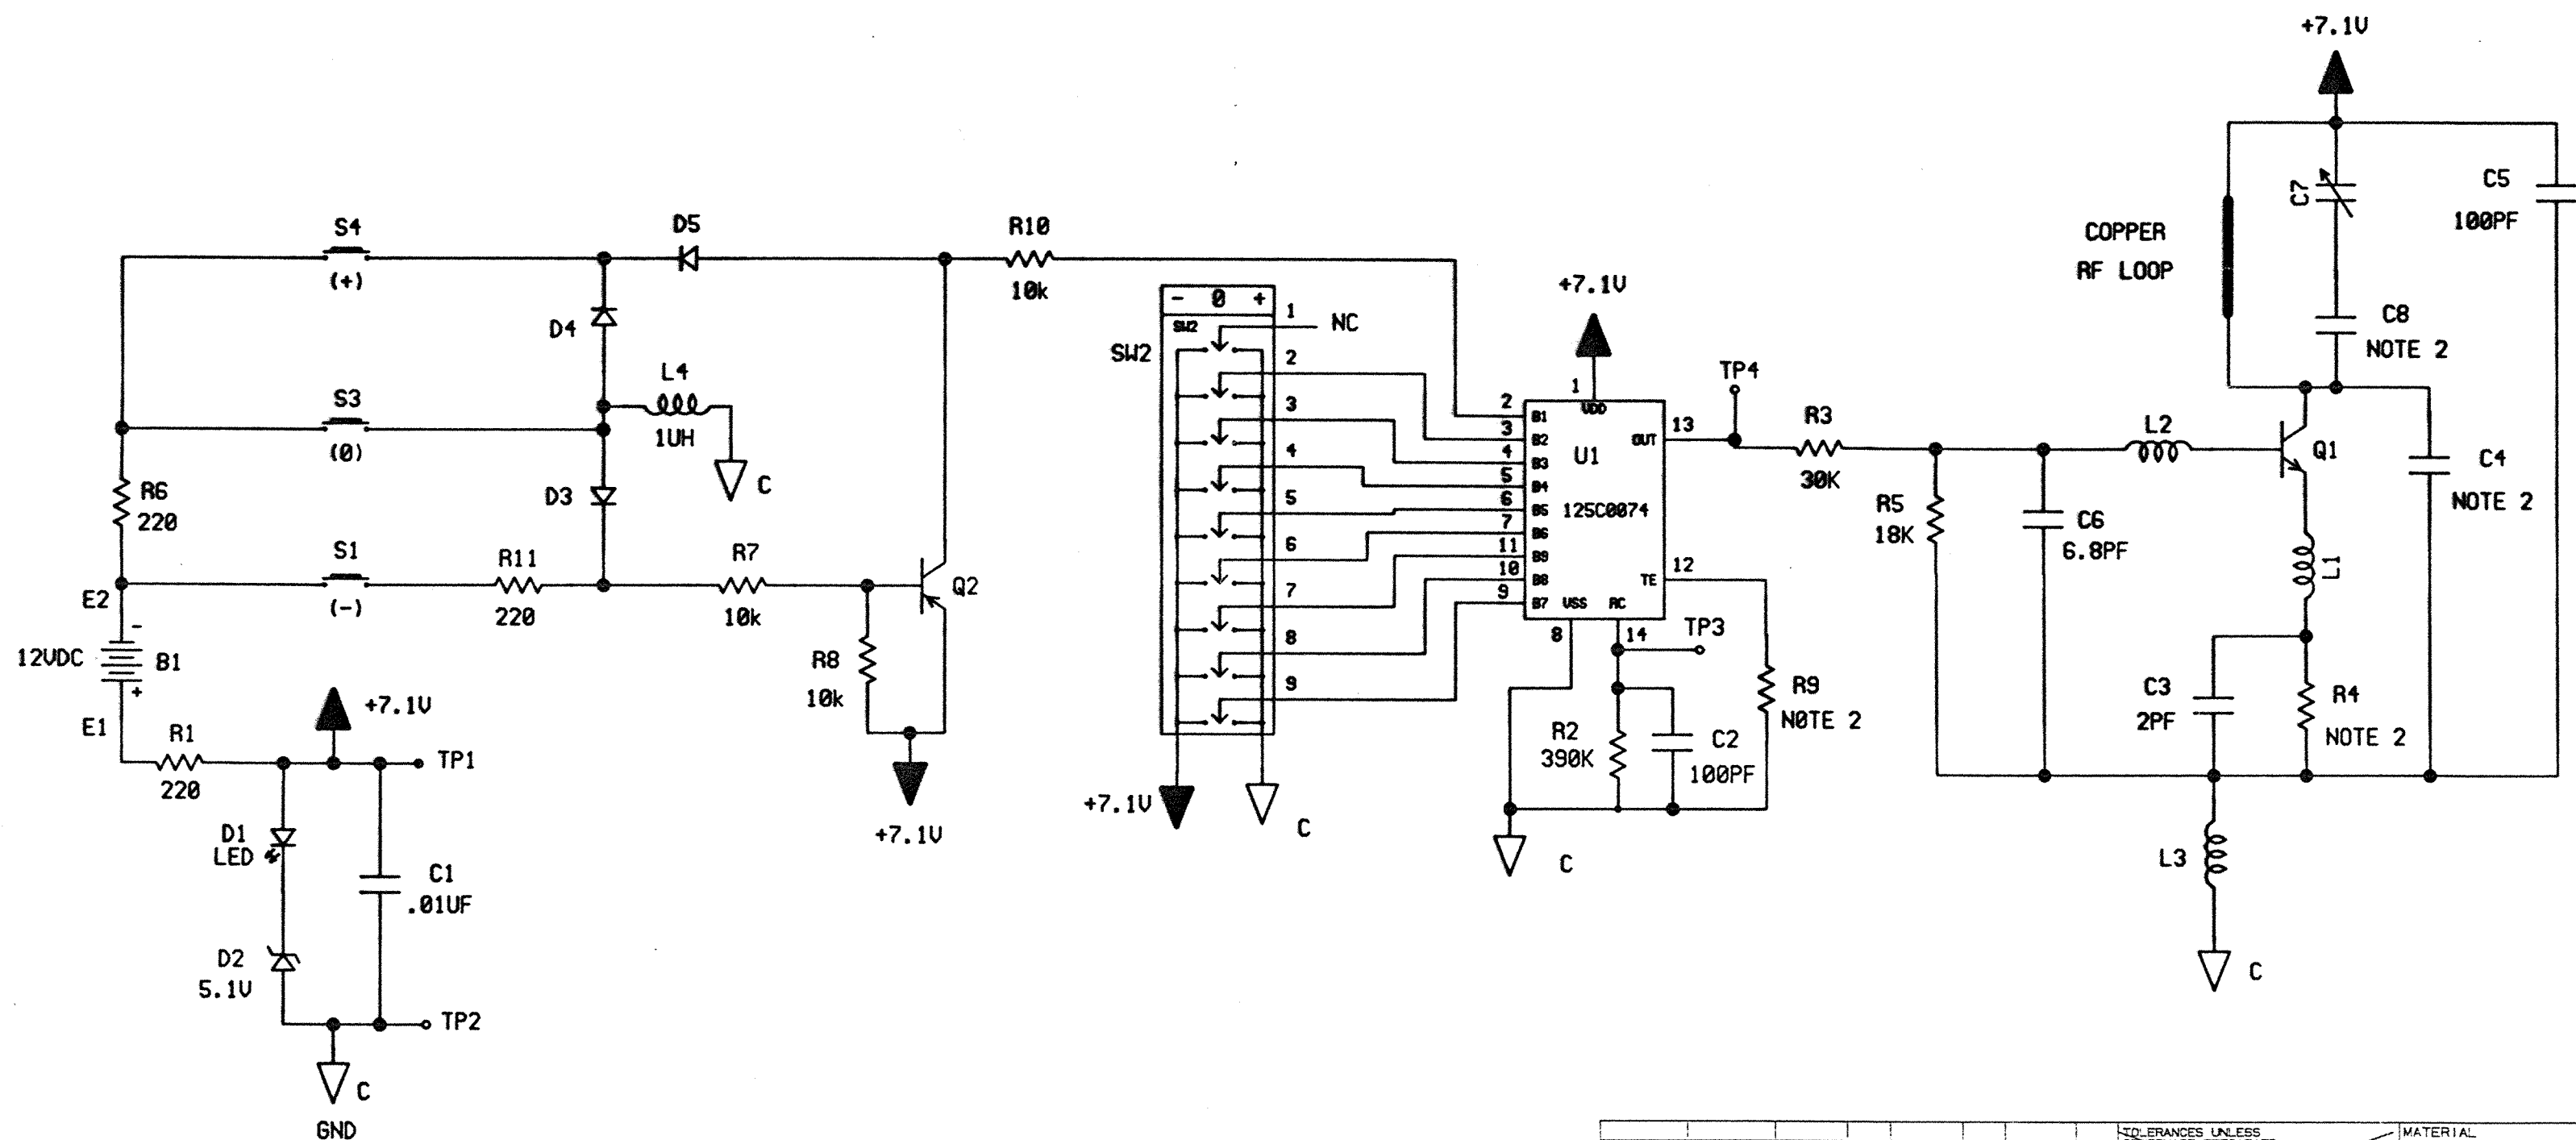 +7.1V
S4
(+)
D5
R10
10k
C7
C5
100PF
COPPER
RF LOOP
+7.1V
- 0 +
SW2
SW2
1
NC
2
3
4
5
6
7
8
9
D4
L4
1UH
C
S3
(0)
C8
NOTE 2
TP4
1
VDD
2
3
4
5
6
7
11
10
9
B1
B2
B3
B4
B5
B6
B9
B8
B7
OUT
13
U1
125C0074
TE
12
VSS
RC
8
14
TP3
R3
30K
L2
Q1
C4
NOTE 2
R6
220
D3
R5
18K
C6
6.8PF
L1
S1
(-)
R11
220
R7
10k
Q2
E2
-
12VDC
B1
+
E1
R8
10k
R9
NOTE 2
C3
2PF
R4
NOTE 2
R1
220
+7.1V
TP1
R2
390K
C2
100PF
+7.1V
+7.1V
C
C
D1
LED
C1
.01UF
L3
C
D2
5.1V
TP2
C
GND
TOLERANCES UNLESS
MATERIAL